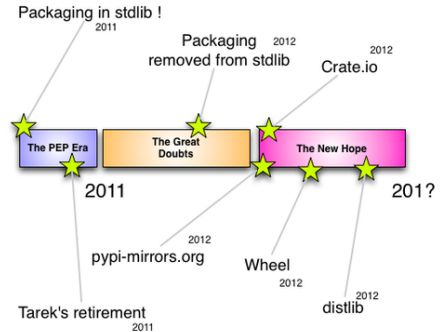 Packaging in stdlib !
2011
Packaging
2012
removed from stdlib
2012
Crate.io
The PEP Era
The Great
Doubts
The New Hope
2011
201?
2012
pypi-mirrors.org
Wheel
2012
2012
distlib
Tarek's retirement
2011